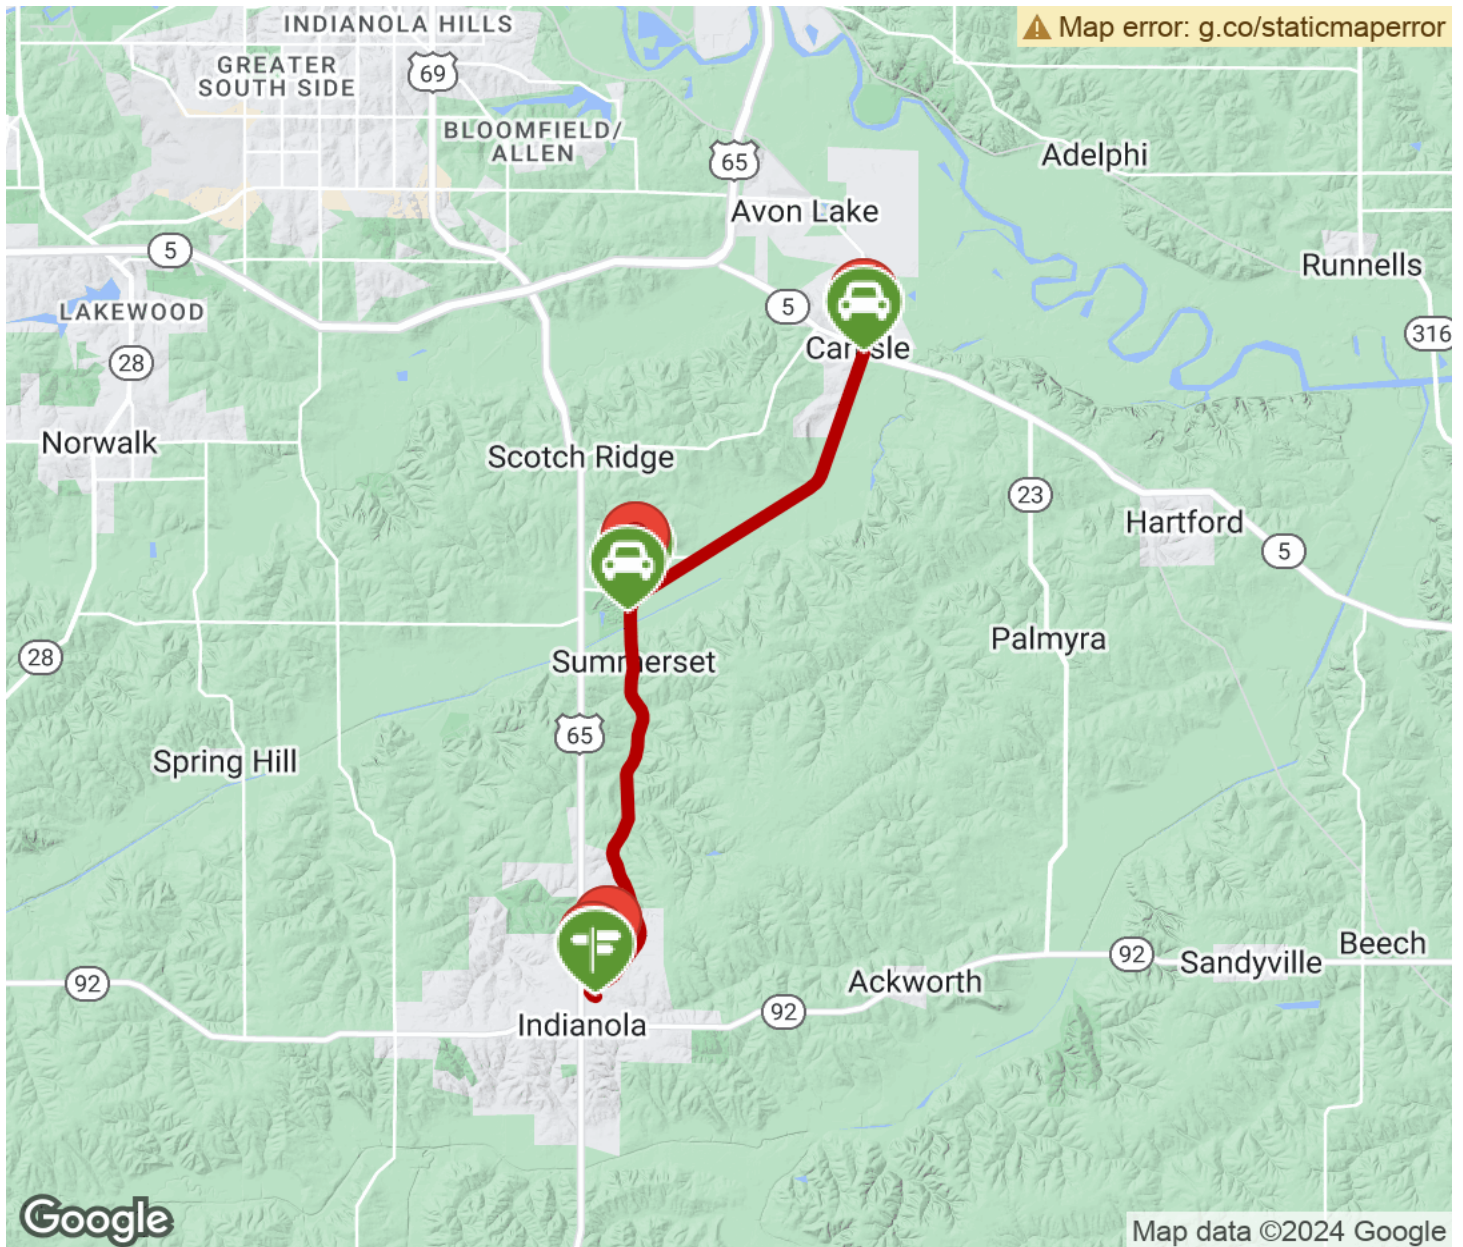 INDIANOLA HILLS
Map error: g.co/staticmaperror
GREATER
SOUTH SIDE
69
BLOOMFIELD/
ALLEN
65
Adelphi
Avon Lake
5
Runnells
LAKEWOOD
5
316
28
Carlisle
Norwalk
Scotch Ridge
23
Hartford
5
28
Summerset
Palmyra
65
Spring Hill
92
Sandyville
Beech
92
Ackworth
92
Indianola
Google
Map data ©2024 Google